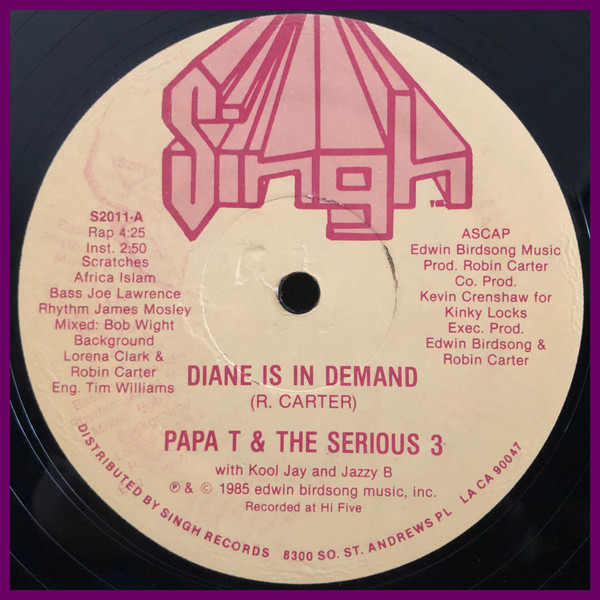 Singh
TM
S2011-A
Rap 4:25
Inst. 2:50
Scratches
Africa Islam
Bass Joe Lawrence
Rhythm James Mosley
Mixed: Bob Wight
Background
Lorena Clark &
Robin Carter
Eng. Tim Williams
ASCAP
Edwin Birdsong Music
Prod. Robin Carter
Co. Prod.
Kevin Crenshaw for
Kinky Locks
Exec. Prod.
Edwin Birdsong &
Robin Carter
DIANE IS IN DEMAND
(R. CARTER)
PAPA T & THE SERIOUS 3
with Kool Jay and Jazzy B
℗ & © 1985 edwin birdsong music, inc.
Recorded at Hi Five
DISTRIBUTED BY SINGH RECORDS 8300 SO. ST. ANDREWS PL LA CA 90047